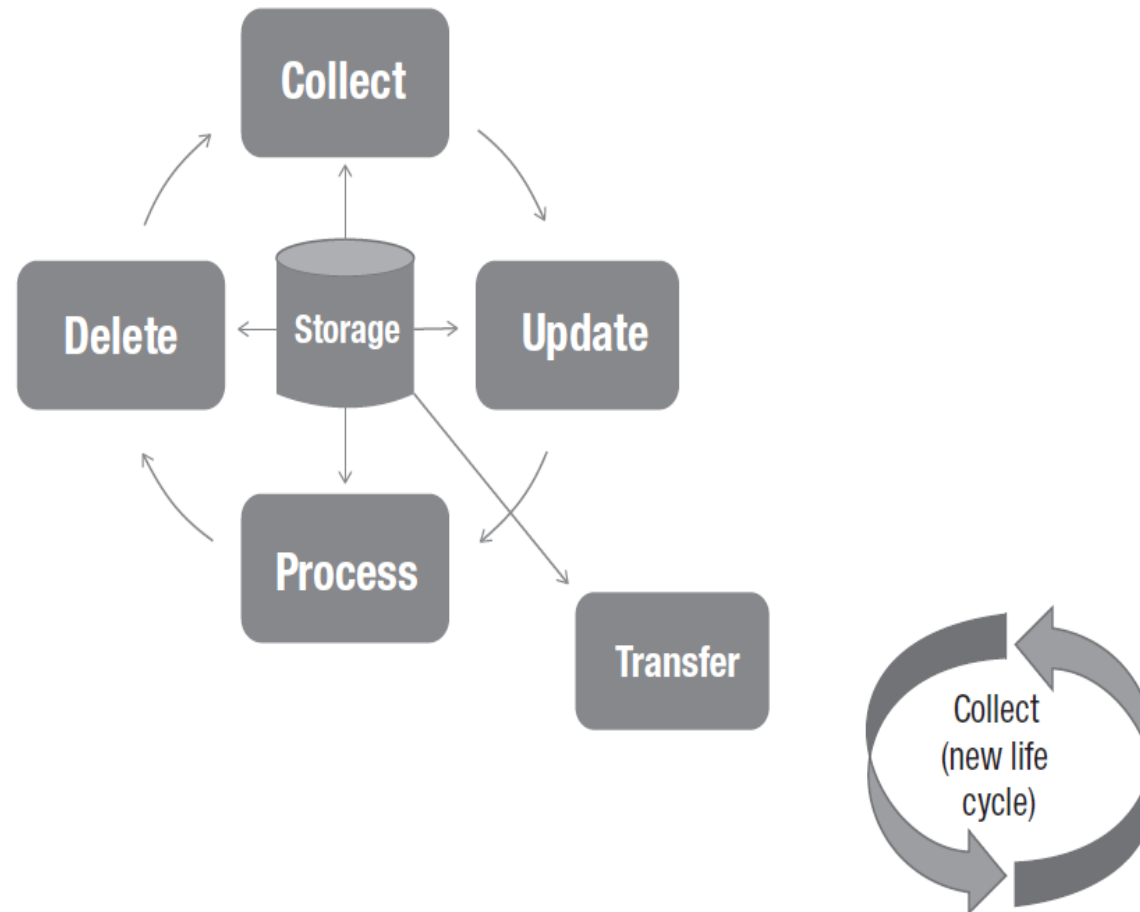 Collect
Delete
Storage
Update
Process
Transfer
Collect
(new life
cycle)